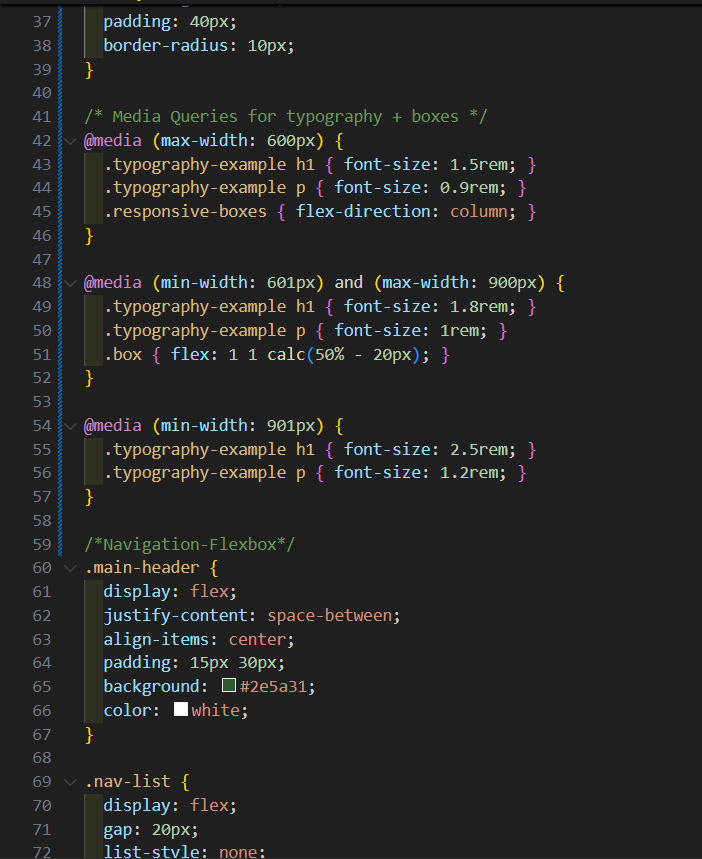 37 padding: 40px;
38 border-radius: 10px;
39 }
40
41 /* Media Queries for typography + boxes */
42 @media (max-width: 600px) {
43 .typography-example h1 { font-size: 1.5rem; }
44 .typography-example p { font-size: 0.9rem; }
45 .responsive-boxes { flex-direction: column; }
46 }
47
48 @media (min-width: 601px) and (max-width: 900px) {
49 .typography-example h1 { font-size: 1.8rem; }
50 .typography-example p { font-size: 1rem; }
51 .box { flex: 1 1 calc(50% - 20px); }
52 }
53
54 @media (min-width: 901px) {
55 .typography-example h1 { font-size: 2.5rem; }
56 .typography-example p { font-size: 1.2rem; }
57 }
58
59 /*Navigation-Flexbox*/
60 .main-header {
61 display: flex;
62 justify-content: space-between;
63 align-items: center;
64 padding: 15px 30px;
65 background: #2e5a31;
66 color: white;
67 }
68
69 .nav-list {
70 display: flex;
71 gap: 20px;
72 list-style: none;